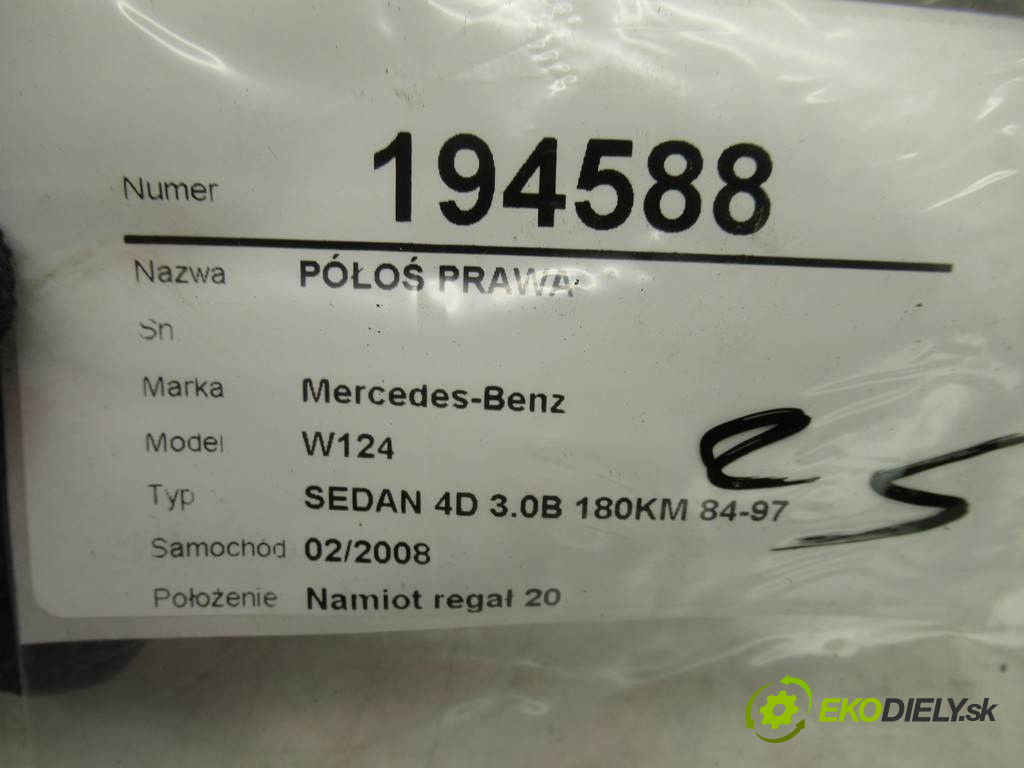 Numer 194588
Nazwa PÓŁOŚ PRAWA
Sn
Marka Mercedes-Benz
Model W124
Typ SEDAN 4D 3.0B 180KM 84-97
Samochód 02/2008
Położenie Namiot regał 20
EKODIELY.sk